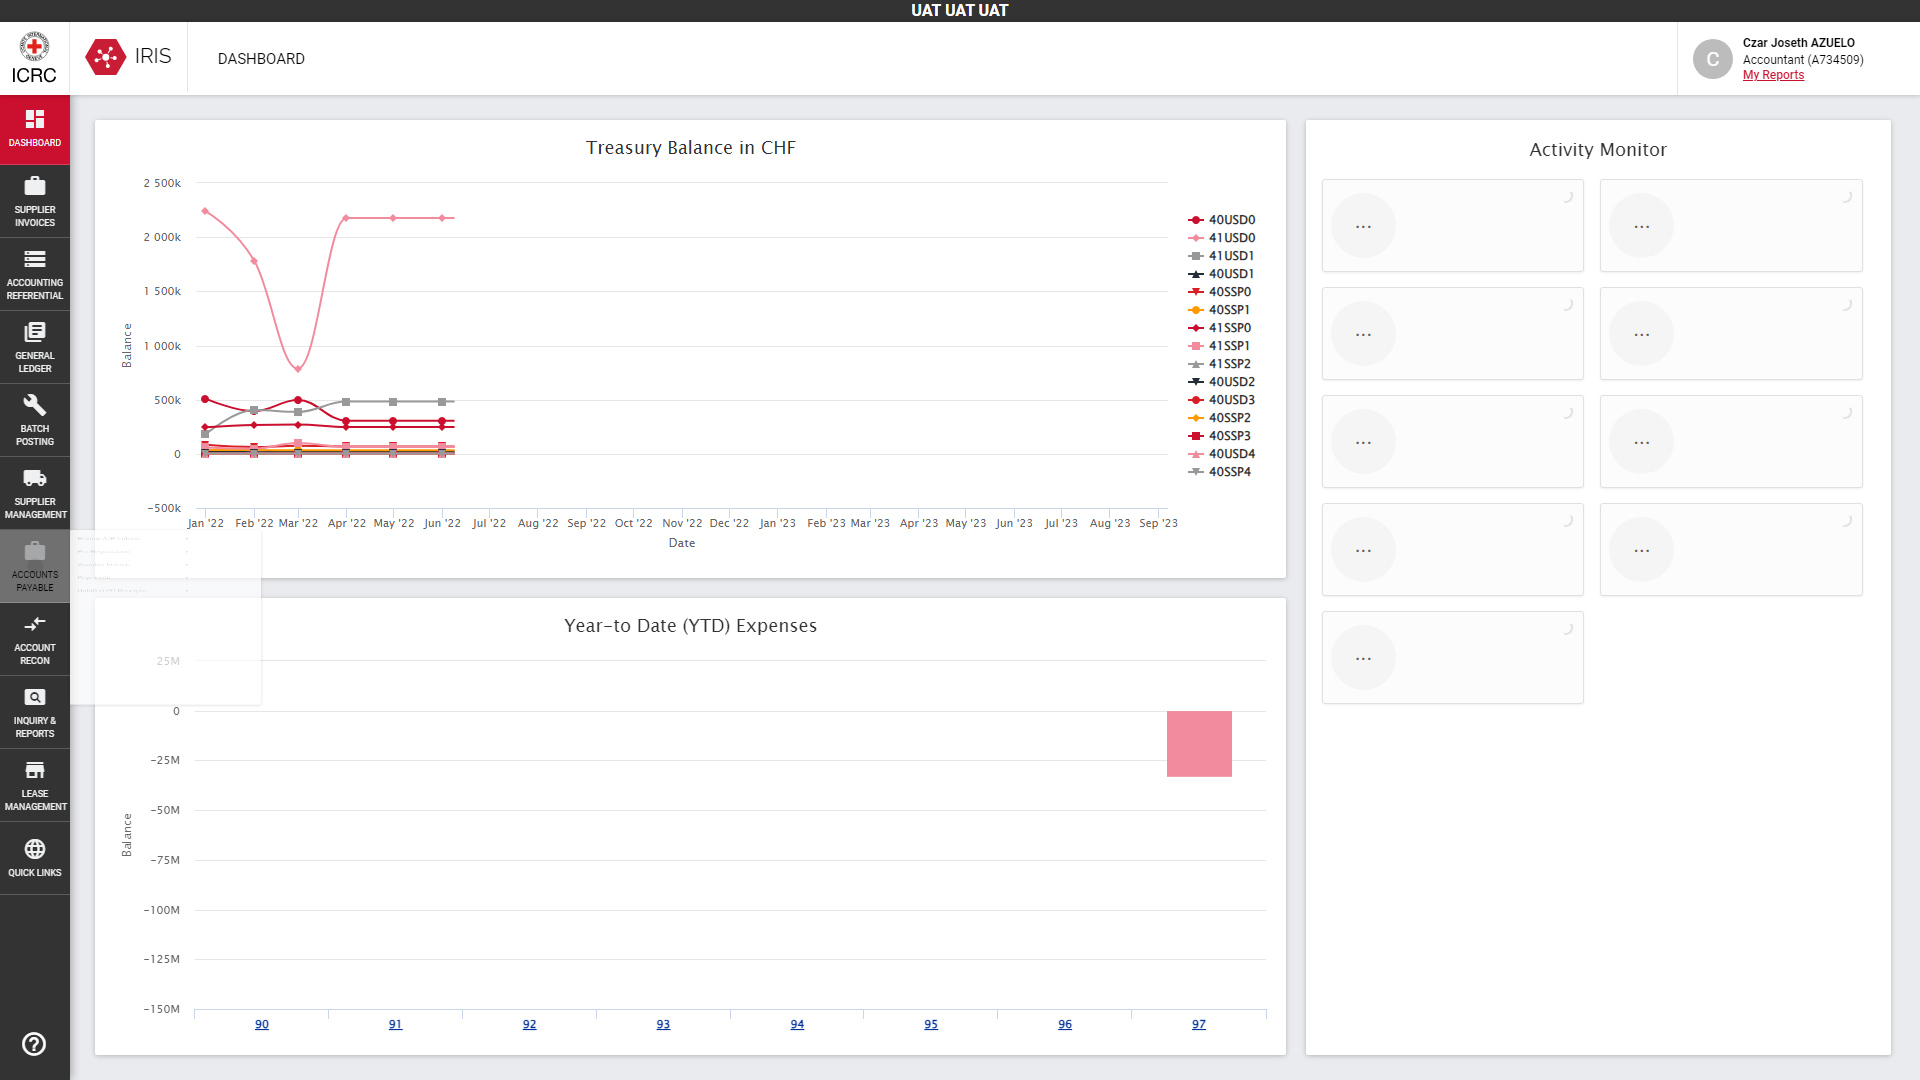 UAT UAT UAT
ICRC
IRIS
DASHBOARD
C
Czar Joseth AZUELO
Accountant (A734509)
My Reports
DASHBOARD
SUPPLIER
INVOICES
ACCOUNTING
REFERENTIAL
GENERAL
LEDGER
BATCH
POSTING
SUPPLIER
MANAGEMENT
ACCOUNTS
PAYABLE
ACCOUNT
RECON
INQUIRY &
REPORTS
LEASE
MANAGEMENT
QUICK LINKS
Treasury Balance in CHF
2 500k
2 000k
1 500k
1 000k
500k
0
−500k
Balance
Jan '22 Feb '22 Mar '22 Apr '22 May '22 Jun '22 Jul '22 Aug '22 Sep '22 Oct '22 Nov '22 Dec '22 Jan '23 Feb '23 Mar '23 Apr '23 May '23 Jun '23 Jul '23 Aug '23 Sep '23
Date
40USD0
41USD0
41USD1
40USD1
40SSP0
40SSP1
41SSP0
41SSP1
41SSP2
40USD2
40USD3
40SSP2
40SSP3
40USD4
40SSP4
Year−to Date (YTD) Expenses
25M
0
−25M
−50M
−75M
−100M
−125M
−150M
Balance
90 91 92 93 94 95 96 97
Activity Monitor
... ...
... ...
... ...
... ...
...